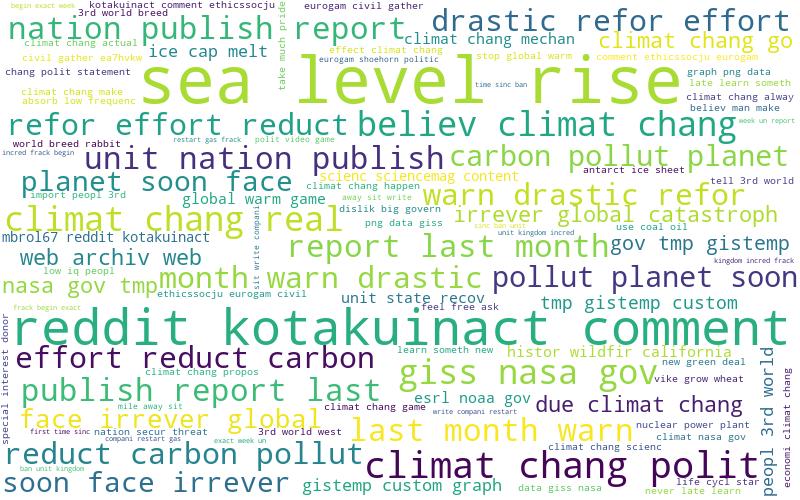 begin exact week
kotakuinact comment ethicssocju
eurogam civil gather
3rd world breed
nation publish report
drastic refor effort
climat chang actual
ice cap melt
climat chang mechan
climat chang go
take much pride
civil gather ea7hvkw
effect climat chang
stop global warm
comment ethicssocju eurogam
chang polit statement
eurogam shoehorn politic
sea level rise
graph png data
late learn someth
time sinc ban
climat chang make
absorb low frequenc
climat chang alway
believ man make
refor effort reduct
believ climat chang
week un report
restart gas frack
polit video game
world breed rabbit
incred frack begin
unit nation publish
carbon pollut planet
antarct ice sheet
planet soon face
scienc sciencemag content
climat chang happen
tell 3rd world
import peopl 3rd
global warm game
away sit write
warn drastic refor
climat chang real
dislik big govern
png data giss
irrever global catastroph
sinc ban unit
use coal oil
mbrol67 reddit kotakuinact
sit write compani
unit kingdom incred
report last month
gov tmp gistemp
web archiv web
kingdom incred frack
low iq peopl
nasa gov tmp
month warn drastic
pollut planet soon
ethicssocju eurogam civil
unit state recov
feel free ask
tmp gistemp custom
frack begin exact
reddit kotakuinact comment
special interest donor
effort reduct carbon
learn someth new
histor wildfir california
climat chang propos
giss nasa gov
new green deal
vike grow wheat
publish report last
esrl noaa gov
due climat chang
peopl 3rd world
economi climat chang
mile away sit
climat chang game
write compani restart
face irrever global
last month warn
nuclear power plant
first time sinc
nation secur threat
3rd world west
compani restart gas
exact week un
climat nasa gov
reduct carbon pollut
climat chang scienc
ban unit kingdom
climat chang polit
soon face irrever
gistemp custom graph
data giss nasa
life cycl star
never late learn